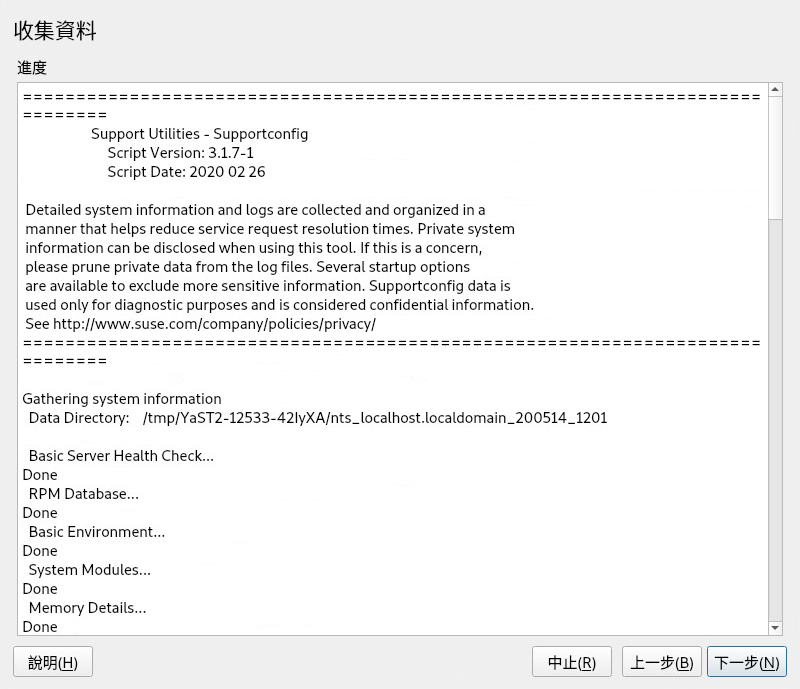 收集資料
進度
=====================================================================
========
Support Utilities - Supportconfig
Script Version: 3.1.7-1
Script Date: 2020 02 26
Detailed system information and logs are collected and organized in a
manner that helps reduce service request resolution times. Private system
information can be disclosed when using this tool. If this is a concern,
please prune private data from the log files. Several startup options
are available to exclude more sensitive information. Supportconfig data is
used only for diagnostic purposes and is considered confidential information.
See http://www.suse.com/company/policies/privacy/
=====================================================================
========
Gathering system information
Data Directory: /tmp/YaST2-12533-42IyXA/nts_localhost.localdomain_200514_1201
Basic Server Health Check...
Done
RPM Database...
Done
Basic Environment...
Done
System Modules...
Done
Memory Details...
Done
說明(H) 中止(R) 上一步(B) 下一步(N)